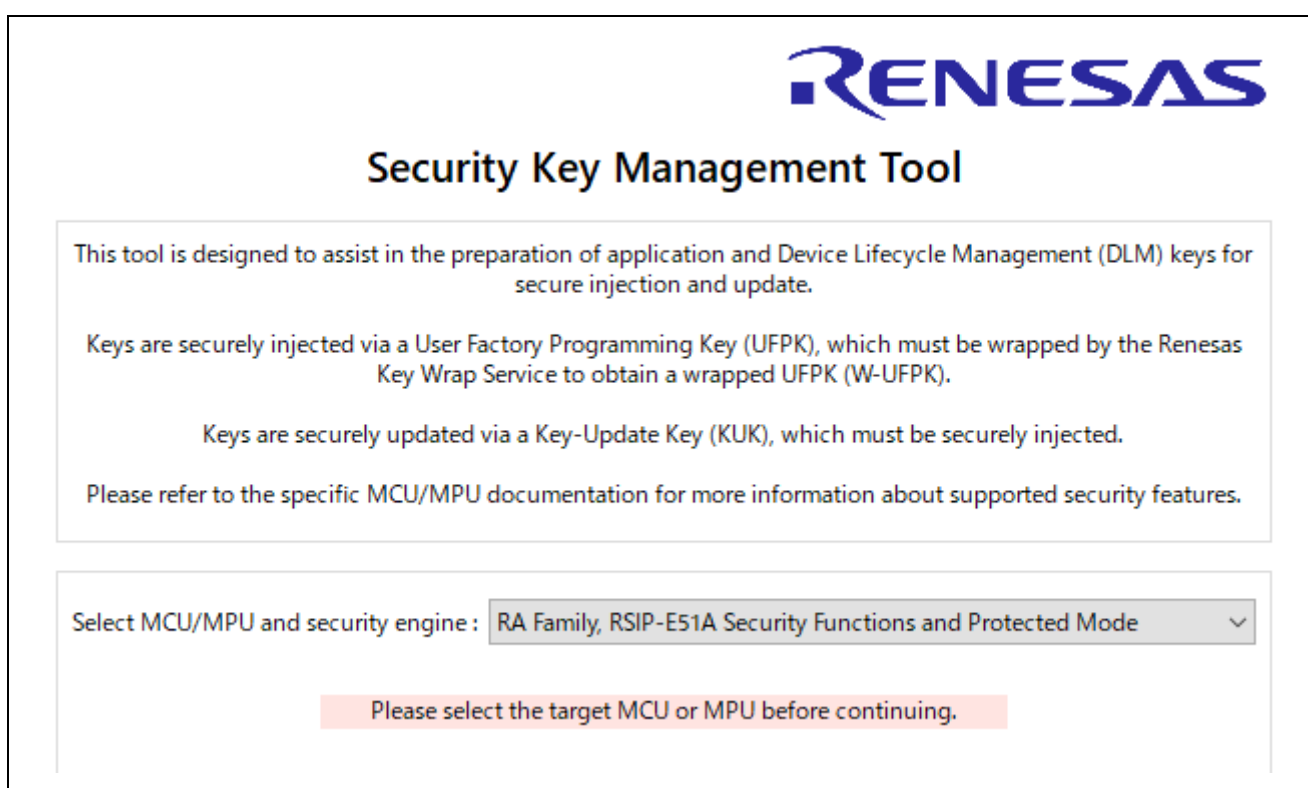 RENESAS
Security Key Management Tool
This tool is designed to assist in the preparation of application and Device Lifecycle Management (DLM) keys for
secure injection and update.
Keys are securely injected via a User Factory Programming Key (UFPK), which must be wrapped by the Renesas
Key Wrap Service to obtain a wrapped UFPK (W-UFPK).
Keys are securely updated via a Key-Update Key (KUK), which must be securely injected.
Please refer to the specific MCU/MPU documentation for more information about supported security features.
Select MCU/MPU and security engine : RA Family, RSIP-E51A Security Functions and Protected Mode
Please select the target MCU or MPU before continuing.